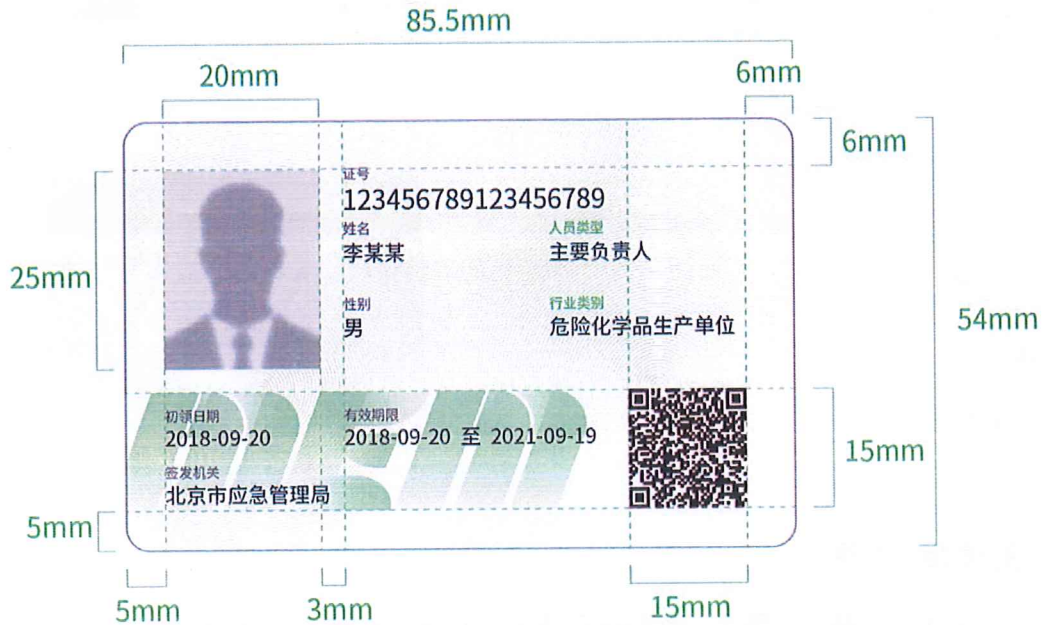 85.5mm
20mm
6mm
6mm
证号
123456789123456789
姓名
人员类型
李某某
主要负责人
25mm
性别
行业类别
男
危险化学品生产单位
54mm
初领日期
有效期限
2018-09-20
2018-09-20 至 2021-09-19
15mm
签发机关
北京市应急管理局
5mm
5mm
3mm
15mm